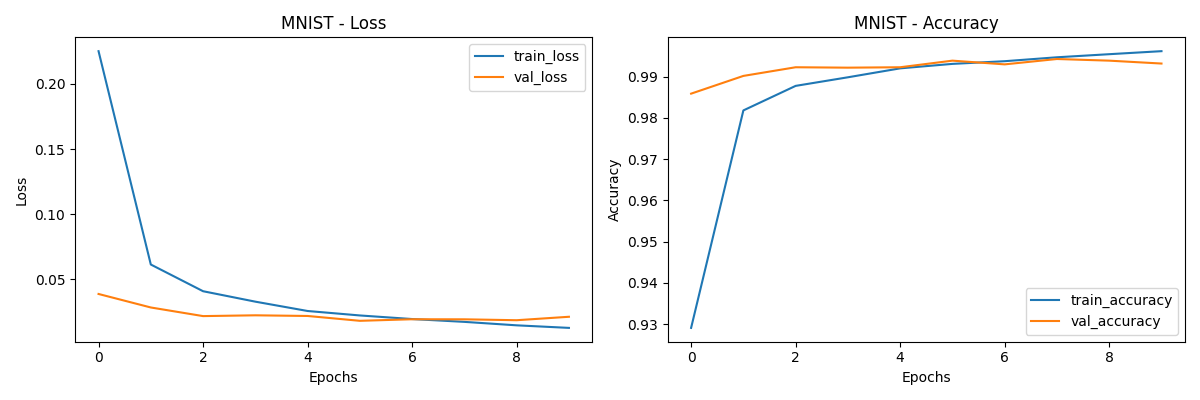 MNIST - Loss
train_loss
val_loss
0.20
0.15
0.10
0.05
Loss
0 2 4 6 8
Epochs
MNIST - Accuracy
0.99
0.98
0.97
0.96
0.95
0.94
0.93
Accuracy
train_accuracy
val_accuracy
0 2 4 6 8
Epochs